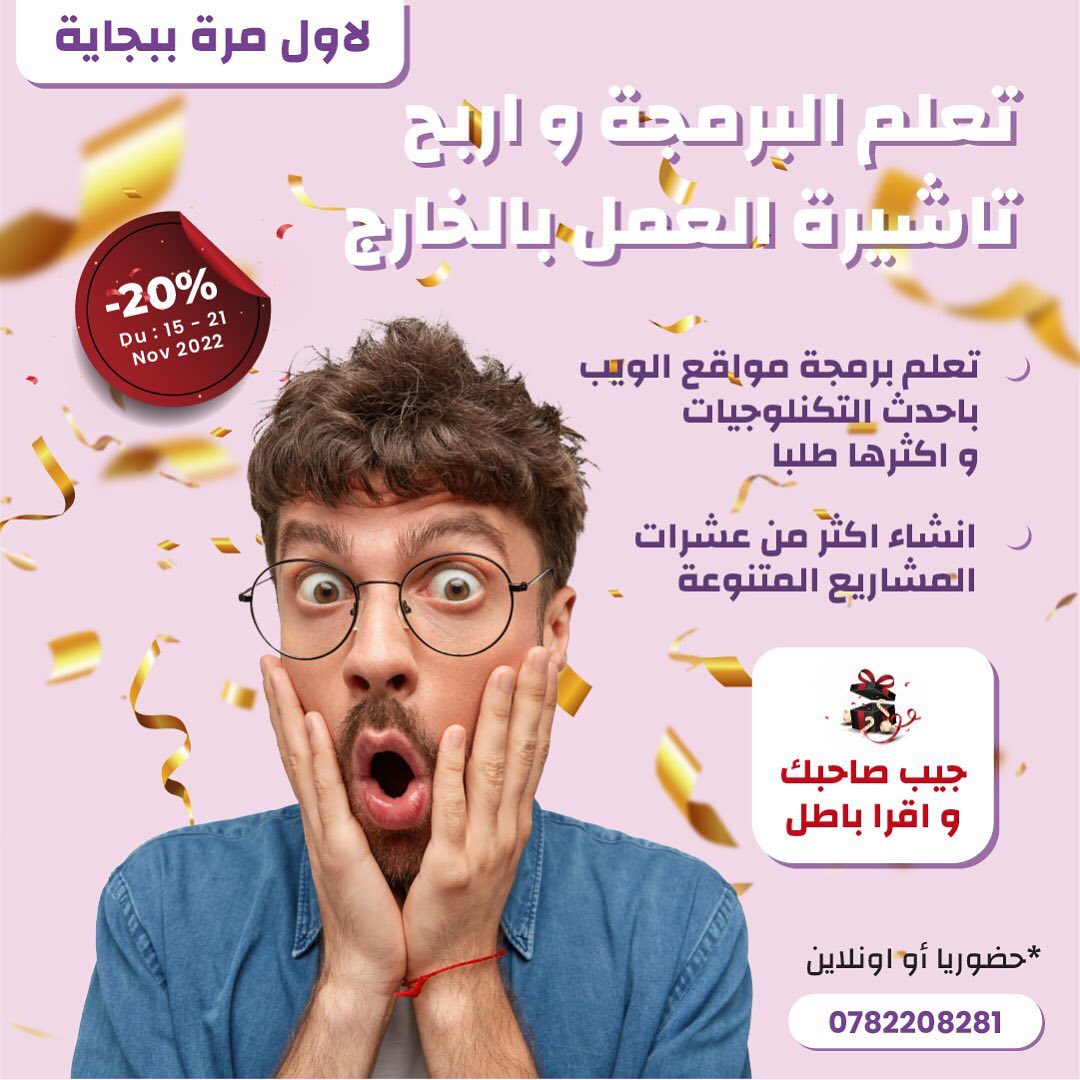 لاول مرة ببجاية
تعلم البرمجة و اربح
تاشيرة العمل بالخارج
-20%
Du : 15 - 21
Nov 2022
تعلم برمجة مواقع الويب
باحدث التكنلوجيات
و اكثرها طلبا
انشاء اكثر من عشرات
المشاريع المتنوعة
جيب صاحبك
و اقرا باطل
*حضوريا أو اونلاين
0782208281